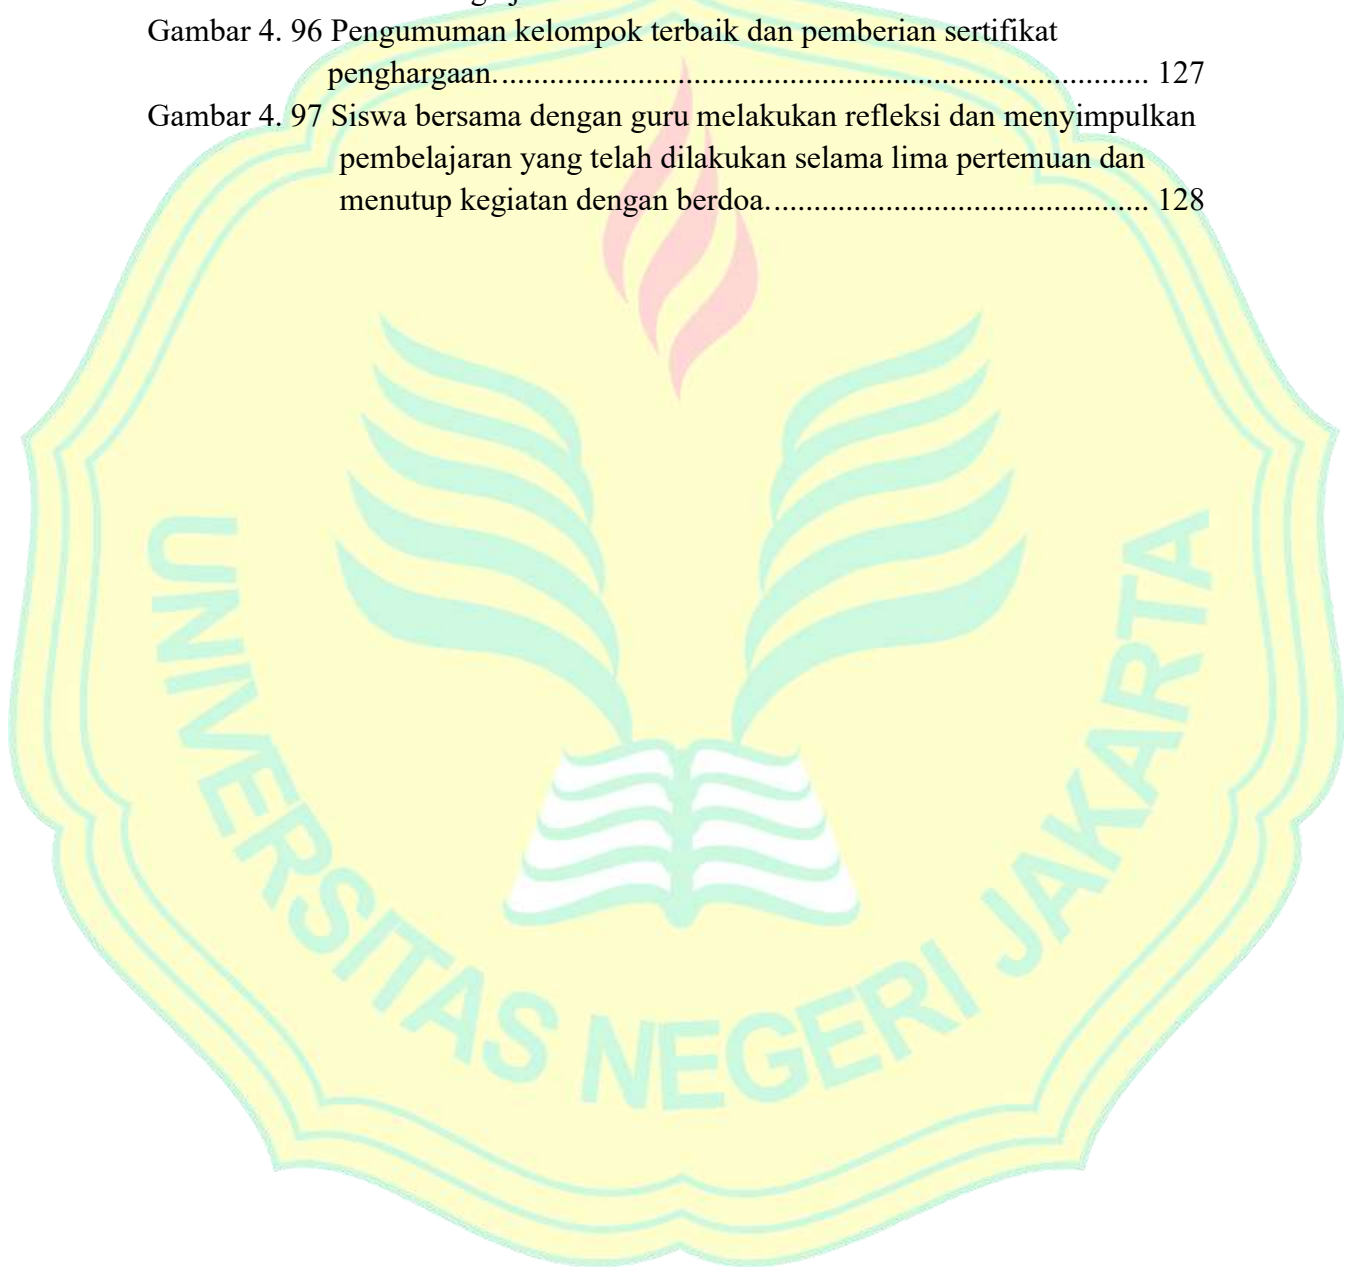 Gambar 4. 96 Pengumuman kelompok terbaik dan pemberian sertifikat
penghargaan.................................................................................. 127
Gambar 4. 97 Siswa bersama dengan guru melakukan refleksi dan menyimpulkan
pembelajaran yang telah dilakukan selama lima pertemuan dan
menutup kegiatan dengan berdoa................................................ 128
UNIVERSITAS NEGERI JAKARTA